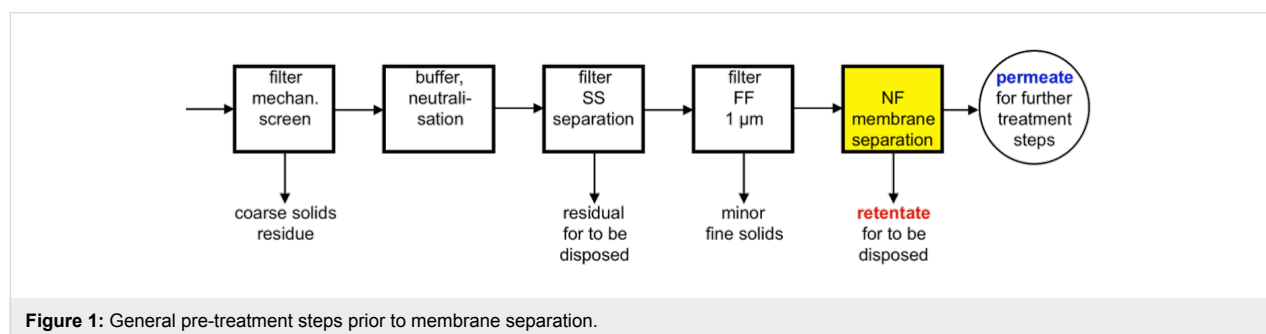 filter
mechan.
screen
buffer,
neutrali-
sation
filter
SS
separation
filter
FF
1 µm
NF
membrane
separation
permeate
for further
treatment
steps
coarse solids
residue
residual
for to be
disposed
minor
fine solids
retentate
for to be
disposed
Figure 1: General pre-treatment steps prior to membrane separation.